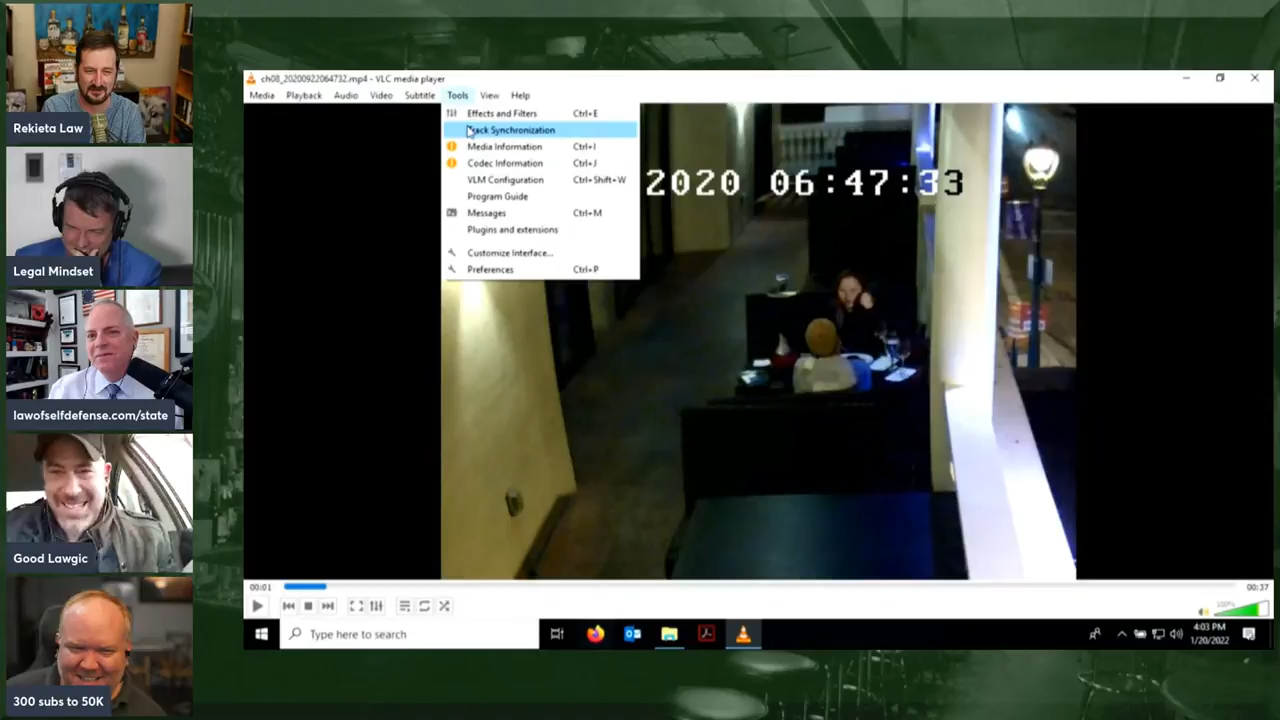 Rekieta Law
Legal Mindset
lawofselfdefense.com/state
Good Lawgic
300 subs to 50K
ch08_20200922064732.mp4 - VLC media player
Media Playback Audio Video Subtitle Tools View Help
Effects and Filters Ctrl+E
Synchronization
Media Information Ctrl+I
Codec Information Ctrl+J
VLM Configuration Ctrl+Shift+W
Program Guide
Messages Ctrl+M
Plugins and extensions
Customize Interface...
Preferences Ctrl+P
2020 06:47:33
00:01
00:37
100%
Type here to search
4:03 PM
1/20/2022